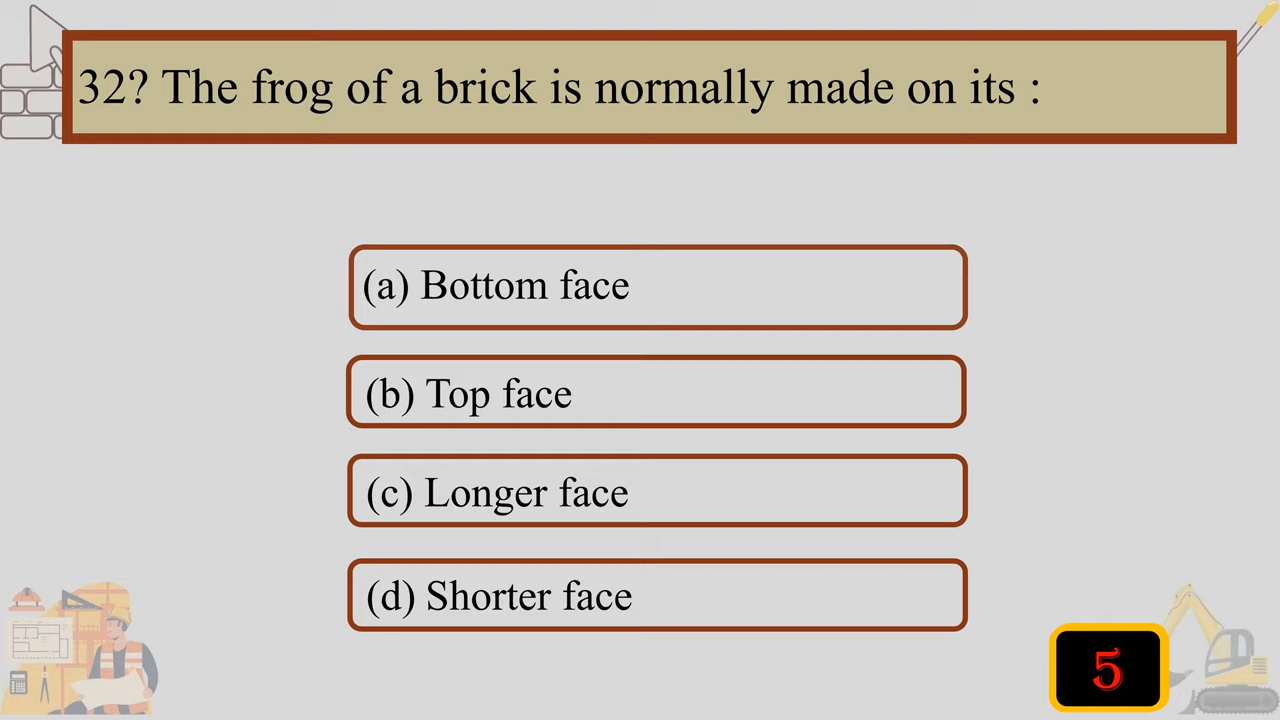 32? The frog of a brick is normally made on its :
(a) Bottom face
(b) Top face
(c) Longer face
(d) Shorter face
5